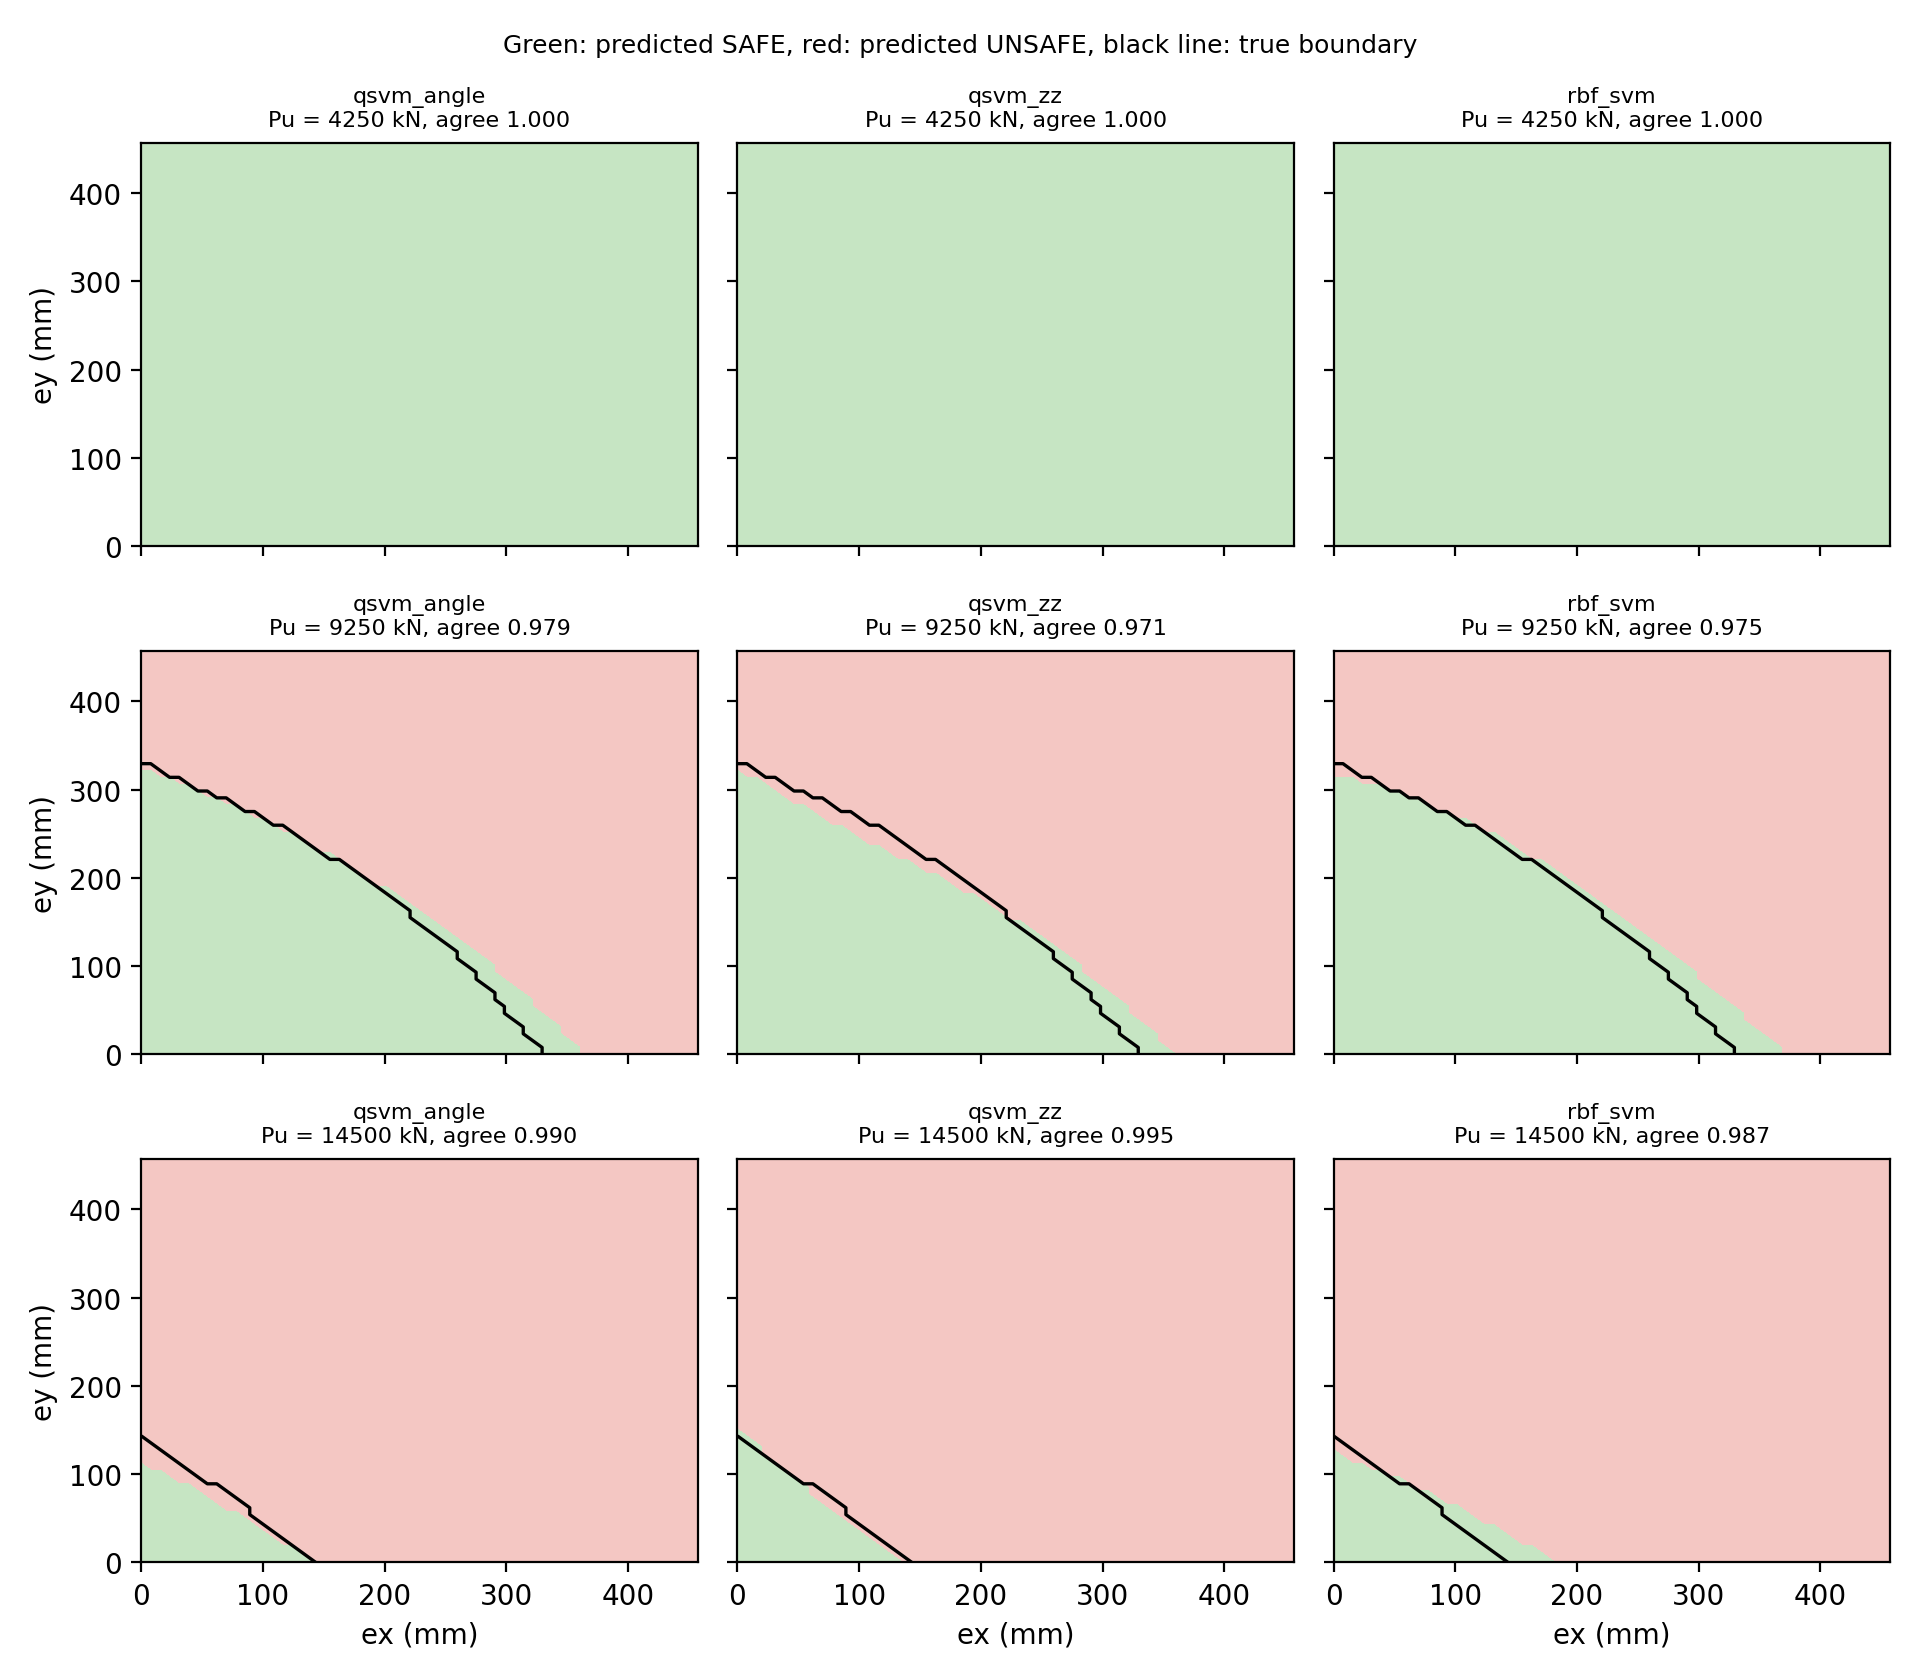 Green: predicted SAFE, red: predicted UNSAFE, black line: true boundary
qsvm_angle
Pu = 4250 kN, agree 1.000
qsvm_zz
Pu = 4250 kN, agree 1.000
rbf_svm
Pu = 4250 kN, agree 1.000
ey (mm)
400
300
200
100
0
qsvm_angle
Pu = 9250 kN, agree 0.979
qsvm_zz
Pu = 9250 kN, agree 0.971
rbf_svm
Pu = 9250 kN, agree 0.975
ey (mm)
400
300
200
100
0
qsvm_angle
Pu = 14500 kN, agree 0.990
qsvm_zz
Pu = 14500 kN, agree 0.995
rbf_svm
Pu = 14500 kN, agree 0.987
ey (mm)
400
300
200
100
0
0 100 200 300 400
0 100 200 300 400
0 100 200 300 400
ex (mm)
ex (mm)
ex (mm)